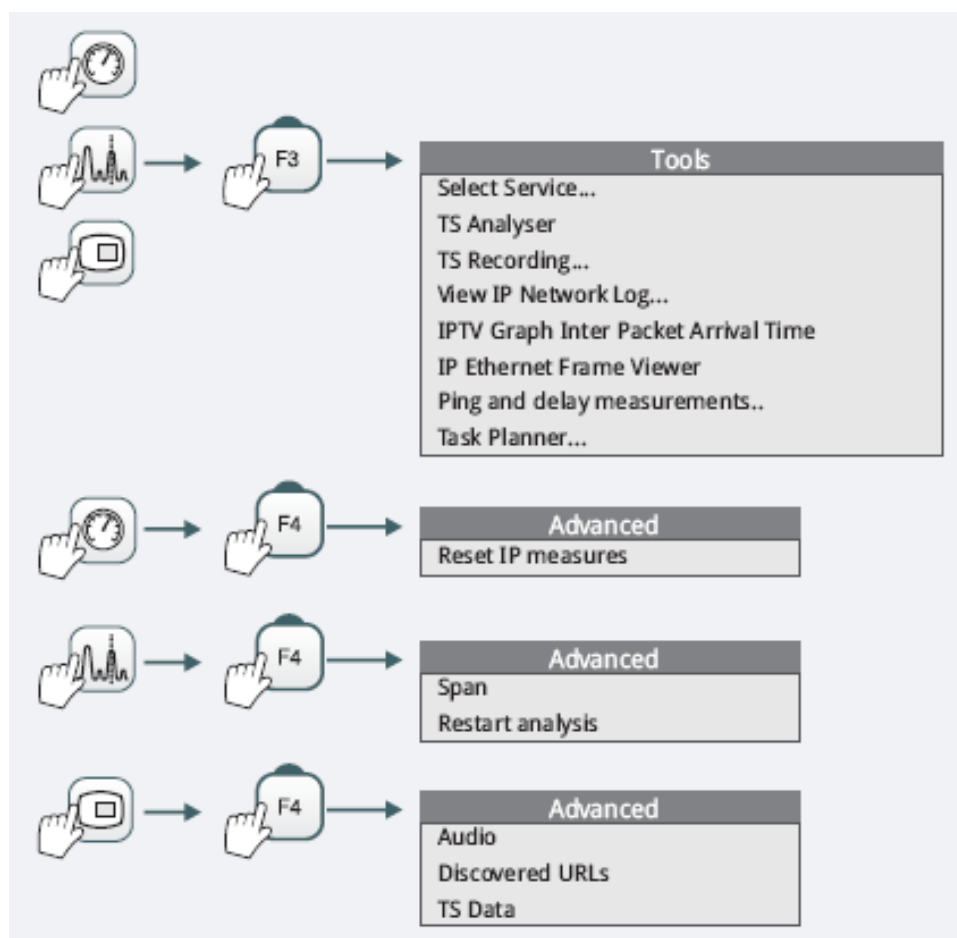 F3
Tools
Select Service...
TS Analyser
TS Recording...
View IP Network Log...
IPTV Graph Inter Packet Arrival Time
IP Ethernet Frame Viewer
Ping and delay measurements..
Task Planner...
F4
Advanced
Reset IP measures
F4
Advanced
Span
Restart analysis
F4
Advanced
Audio
Discovered URLs
TS Data